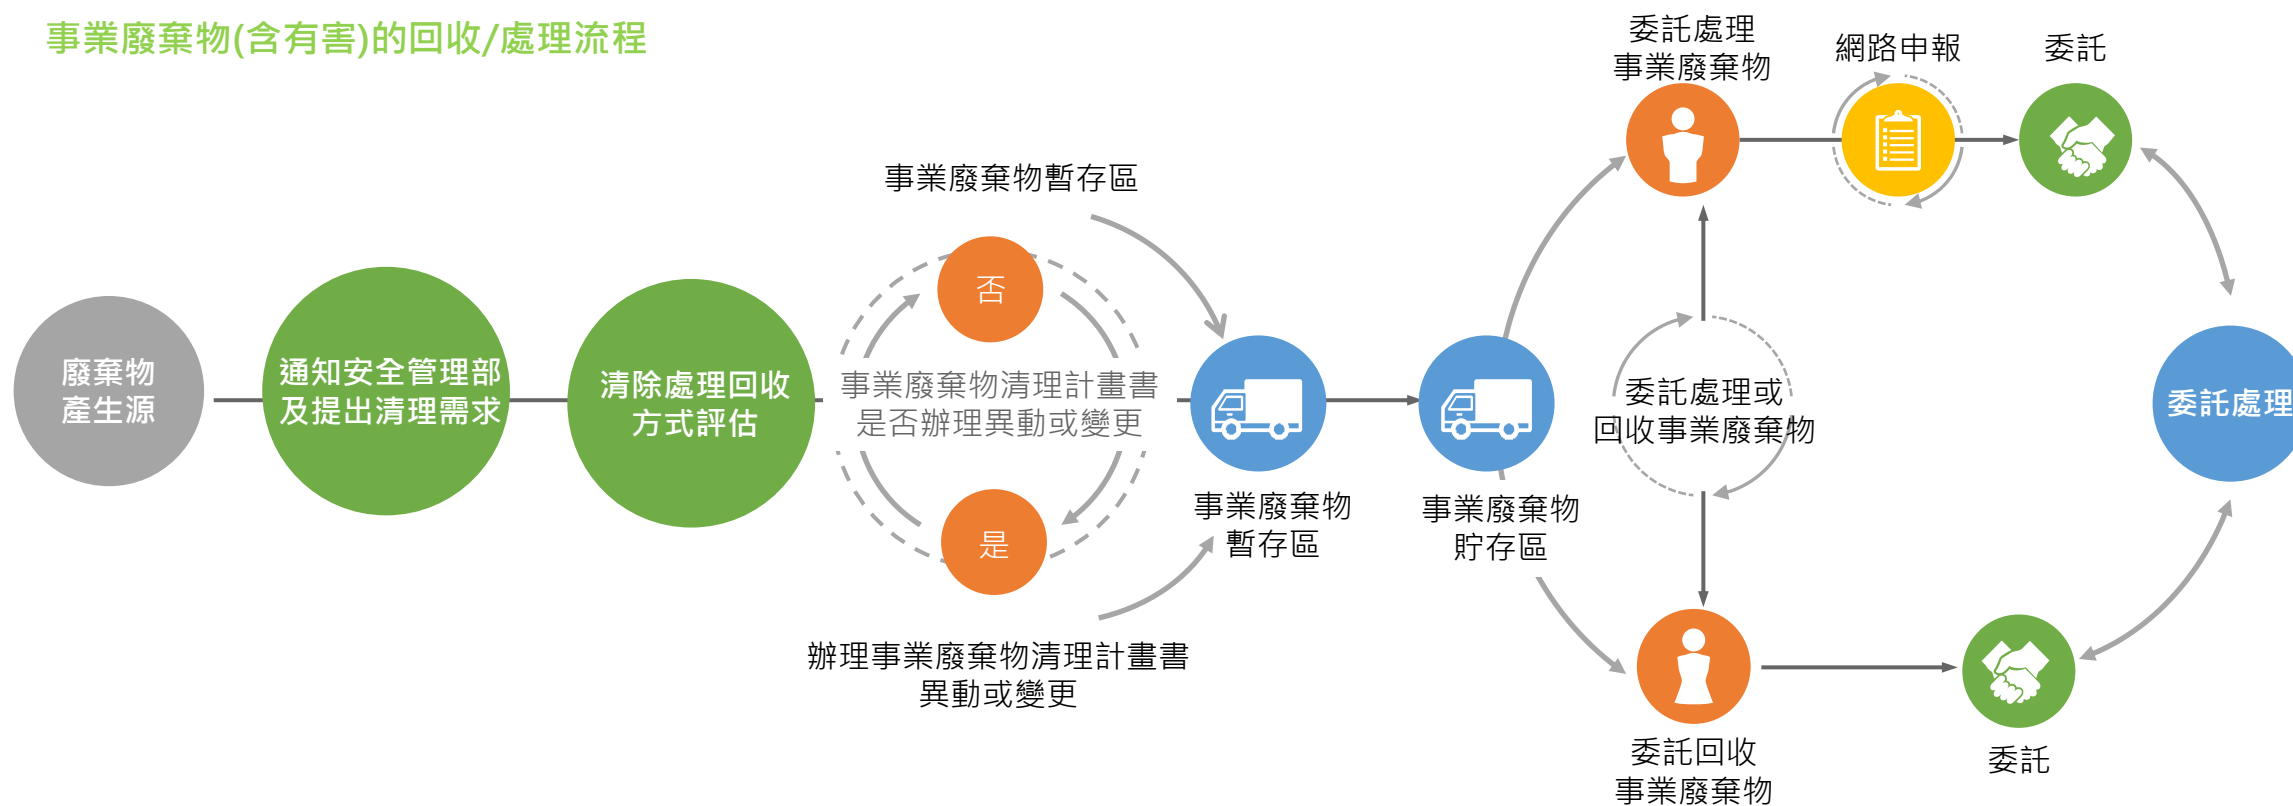 事業廢棄物(含有害)的回收/處理流程
廢棄物
產生源
通知安全管理部
及提出清理需求
清除處理回收
方式評估
事業廢棄物暫存區
否
事業廢棄物清理計畫書
是否辦理異動或變更
是
辦理事業廢棄物清理計畫書
異動或變更
事業廢棄物
暫存區
事業廢棄物
貯存區
委託處理或
回收事業廢棄物
委託處理
事業廢棄物
網路申報
委託
委託回收
事業廢棄物
委託
委託處理